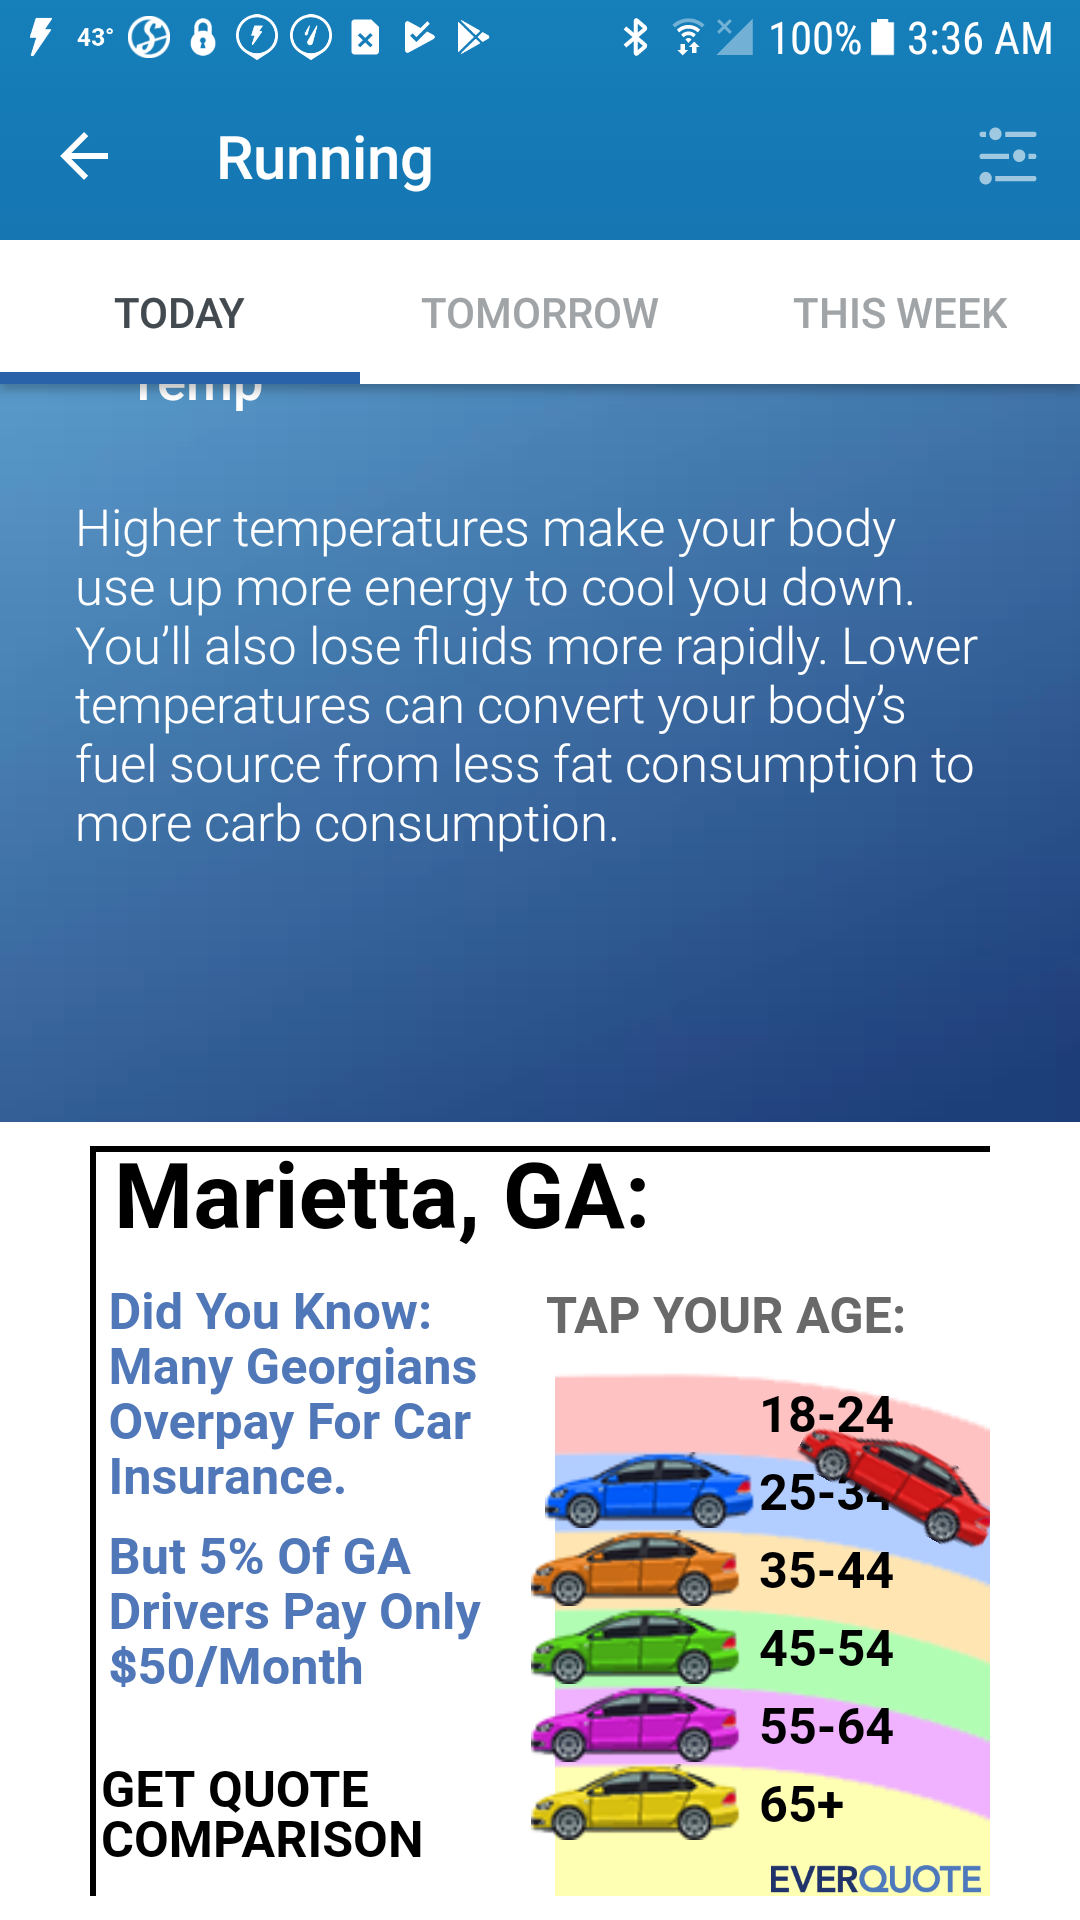 43° 100% 3:36 AM
Running
TODAY TOMORROW THIS WEEK
Temp
Higher temperatures make your body
use up more energy to cool you down.
You’ll also lose fluids more rapidly. Lower
temperatures can convert your body’s
fuel source from less fat consumption to
more carb consumption.
Marietta, GA:
Did You Know:
Many Georgians
Overpay For Car
Insurance.
But 5% Of GA
Drivers Pay Only
$50/Month
GET QUOTE
COMPARISON
TAP YOUR AGE:
18-24
25-34
35-44
45-54
55-64
65+
EVERQUOTE